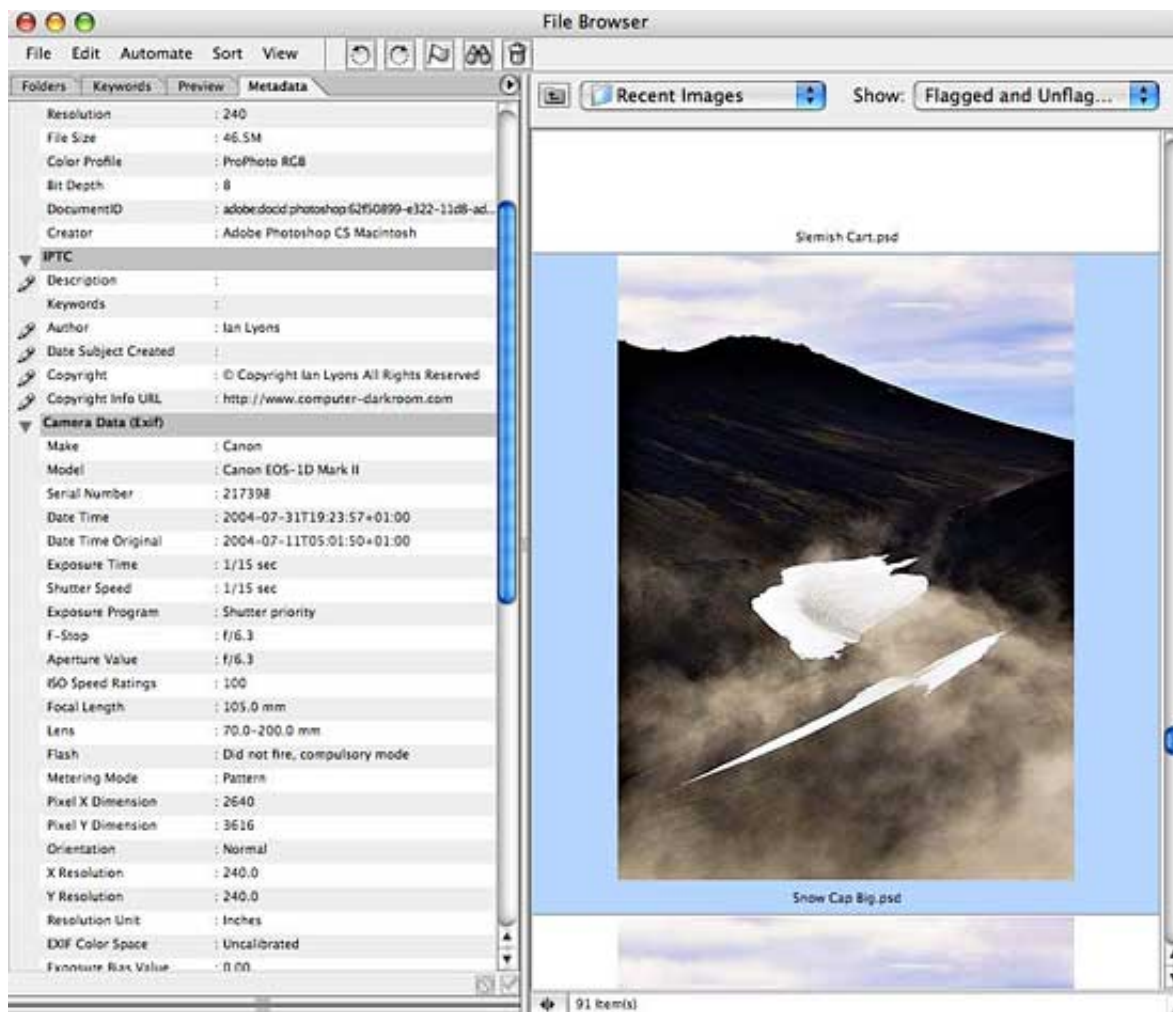 File Browser
File Edit Automate Sort View
Folders Keywords Preview Metadata
Recent Images Show: Flagged and Unflag...
Resolution : 240
File Size : 46.5M
Color Profile : ProPhoto RGB
Bit Depth : 8
DocumentID : adobe:docid:photoshop:62f50899-e322-11d8-ad...
Creator : Adobe Photoshop CS Macintosh
IPTC
Description :
Keywords :
Author : Ian Lyons
Date Subject Created :
Copyright : © Copyright Ian Lyons All Rights Reserved
Copyright Info URL : http://www.computer-darkroom.com
Camera Data (Exif)
Make : Canon
Model : Canon EOS-1D Mark II
Serial Number : 217398
Date Time : 2004-07-31T19:23:57+01:00
Date Time Original : 2004-07-11T05:01:50+01:00
Exposure Time : 1/15 sec
Shutter Speed : 1/15 sec
Exposure Program : Shutter priority
F-Stop : f/6.3
Aperture Value : f/6.3
ISO Speed Ratings : 100
Focal Length : 105.0 mm
Lens : 70.0-200.0 mm
Flash : Did not fire, compulsory mode
Metering Mode : Pattern
Pixel X Dimension : 2640
Pixel Y Dimension : 3616
Orientation : Normal
X Resolution : 240.0
Y Resolution : 240.0
Resolution Unit : Inches
EXIF Color Space : Uncalibrated
Exposure Bias Value : 0.00
Slemish Cart.psd
Snow Cap Big.psd
91 Item(s)